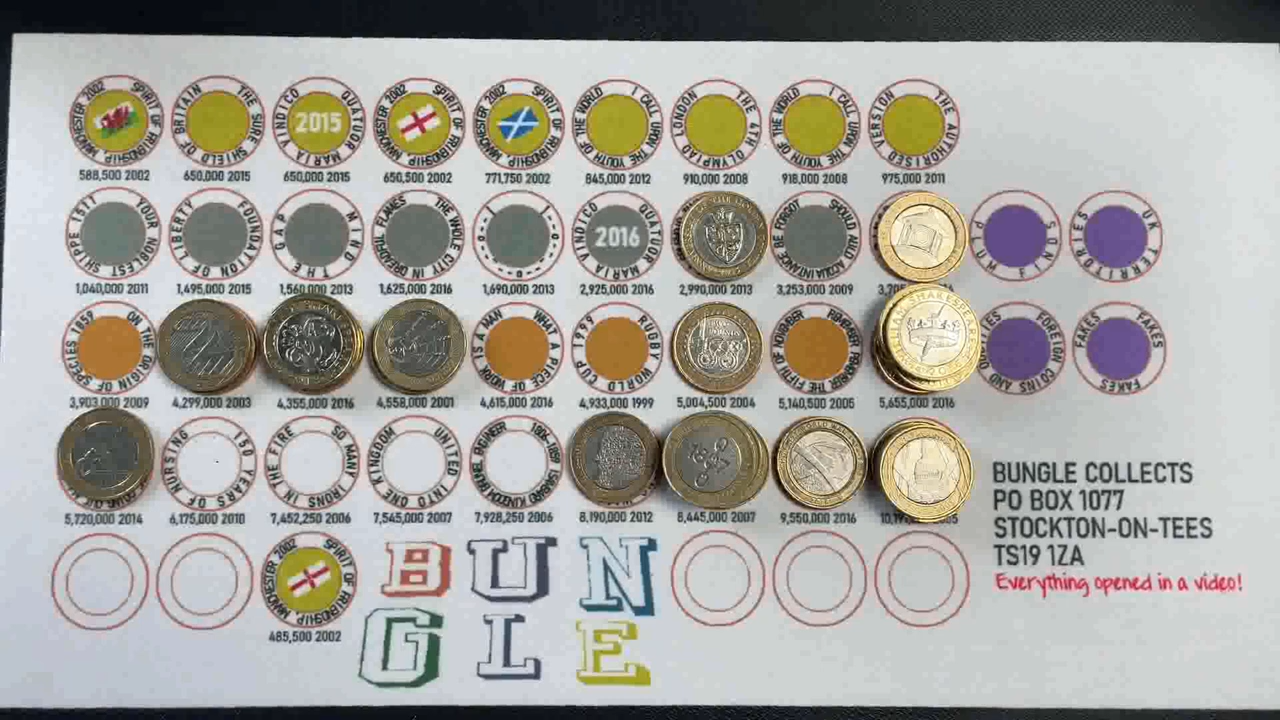 MANCHESTER 2002 SPIRIT OF FRIENDSHIP,
THE SURE SHIELD OF BRITAIN
QUATUOR MARIA VINDICO
2015
MANCHESTER 2002 SPIRIT OF FRIENDSHIP,
MANCHESTER 2002 SPIRIT OF FRIENDSHIP,
I CALL UPON THE YOUTH OF THE WORLD
THE 4TH OLYMPIAD LONDON
I CALL UPON THE YOUTH OF THE WORLD
THE AUTHORISED VERSION
588,500 2002
650,000 2015
650,000 2015
650,500 2002
771,750 2002
845,000 2012
910,000 2008
918,000 2008
975,000 2011
YOUR NOBLEST SHIPPE 1511
FOUNDATION OF LIBERTY
MIND THE GAP
THE WHOLE CITY IN DREADFUL FLAMES
QUATUOR MARIA VINDICO
2016
SHOULD AULD ACQUAINTANCE BE FORGOT
UK TERRITORIES
1,040,000 2011
1,495,000 2015
1,560,000 2013
1,625,000 2016
1,690,000 2013
2,925,000 2016
2,990,000 2013
3,253,000 2009
ON THE ORIGIN OF SPECIES 1859
WHAT A PIECE OF WORK IS A MAN
RUGBY WORLD CUP 1999
REMEMBER THE FIFTH OF NOVEMBER
WILLIAM SHAKESPEARE
FOREIGN COINS AND
FAKES FAKES FAKES
3,903,000 2009
4,299,000 2003
4,355,000 2016
4,558,000 2001
4,615,000 2016
4,933,000 1999
5,004,500 2004
5,140,500 2005
5,655,000 2016
150 YEARS OF NURSING
SO MANY IRONS IN THE FIRE
UNITED INTO ONE KINGDOM
1806-1859 ISAMBARD KINGDOM BRUNEL ENGINEER
5,720,000 2014
6,175,000 2010
7,452,250 2006
7,545,000 2007
7,928,250 2006
8,190,000 2012
8,445,000 2007
9,550,000 2016
BUNGLE COLLECTS
PO BOX 1077
STOCKTON-ON-TEES
TS19 1ZA
Everything opened in a video!
MANCHESTER 2002 SPIRIT OF FRIENDSHIP,
485,500 2002
BUN
GLE